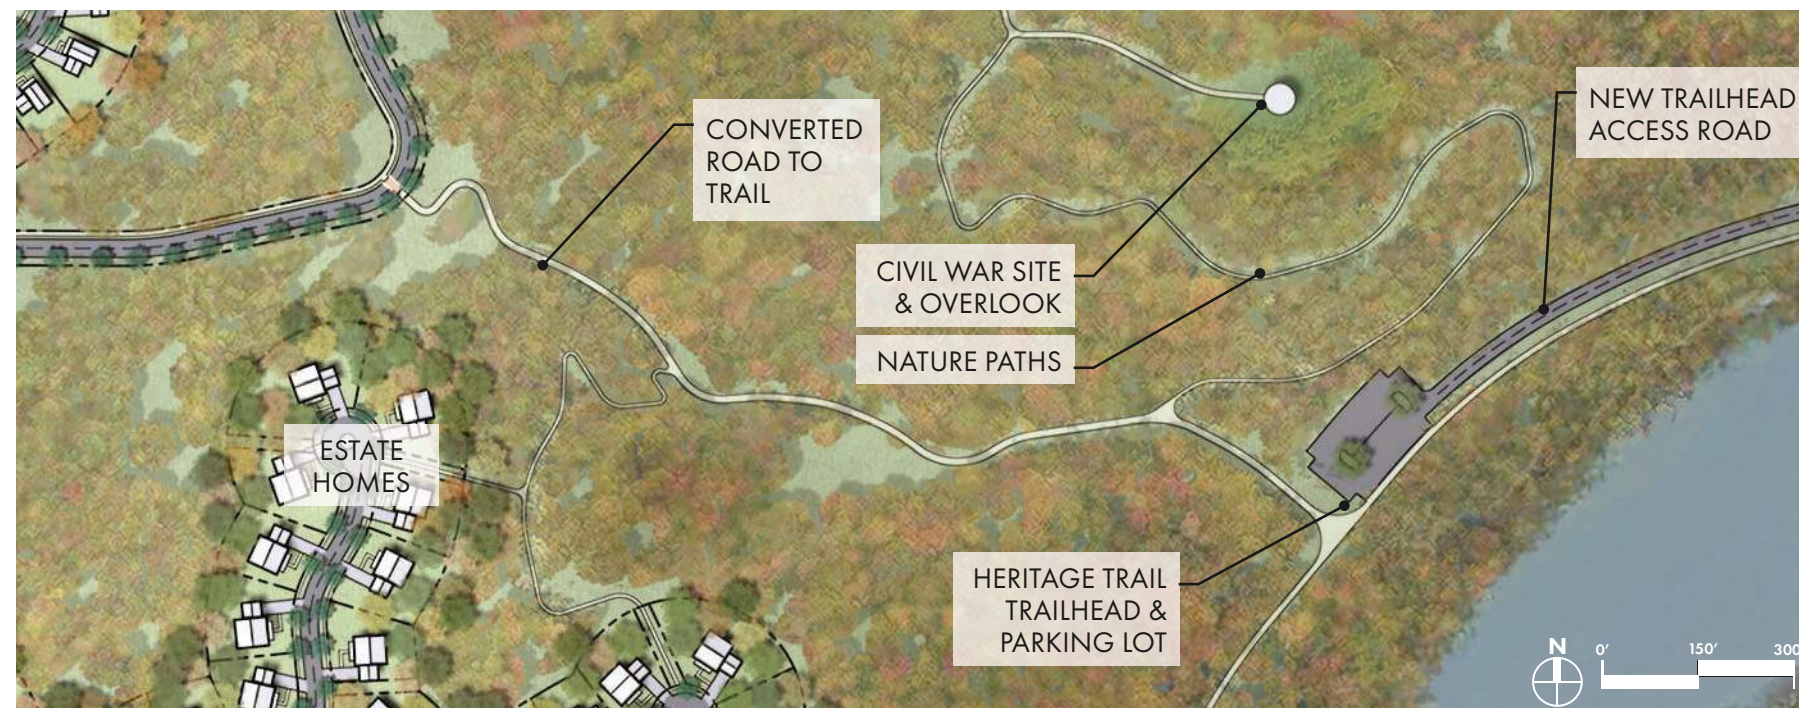 CONVERTED
ROAD TO
TRAIL
NEW TRAILHEAD
ACCESS ROAD
CIVIL WAR SITE
& OVERLOOK
NATURE PATHS
ESTATE
HOMES
HERITAGE TRAIL
TRAILHEAD &
PARKING LOT
N
0' 150' 300